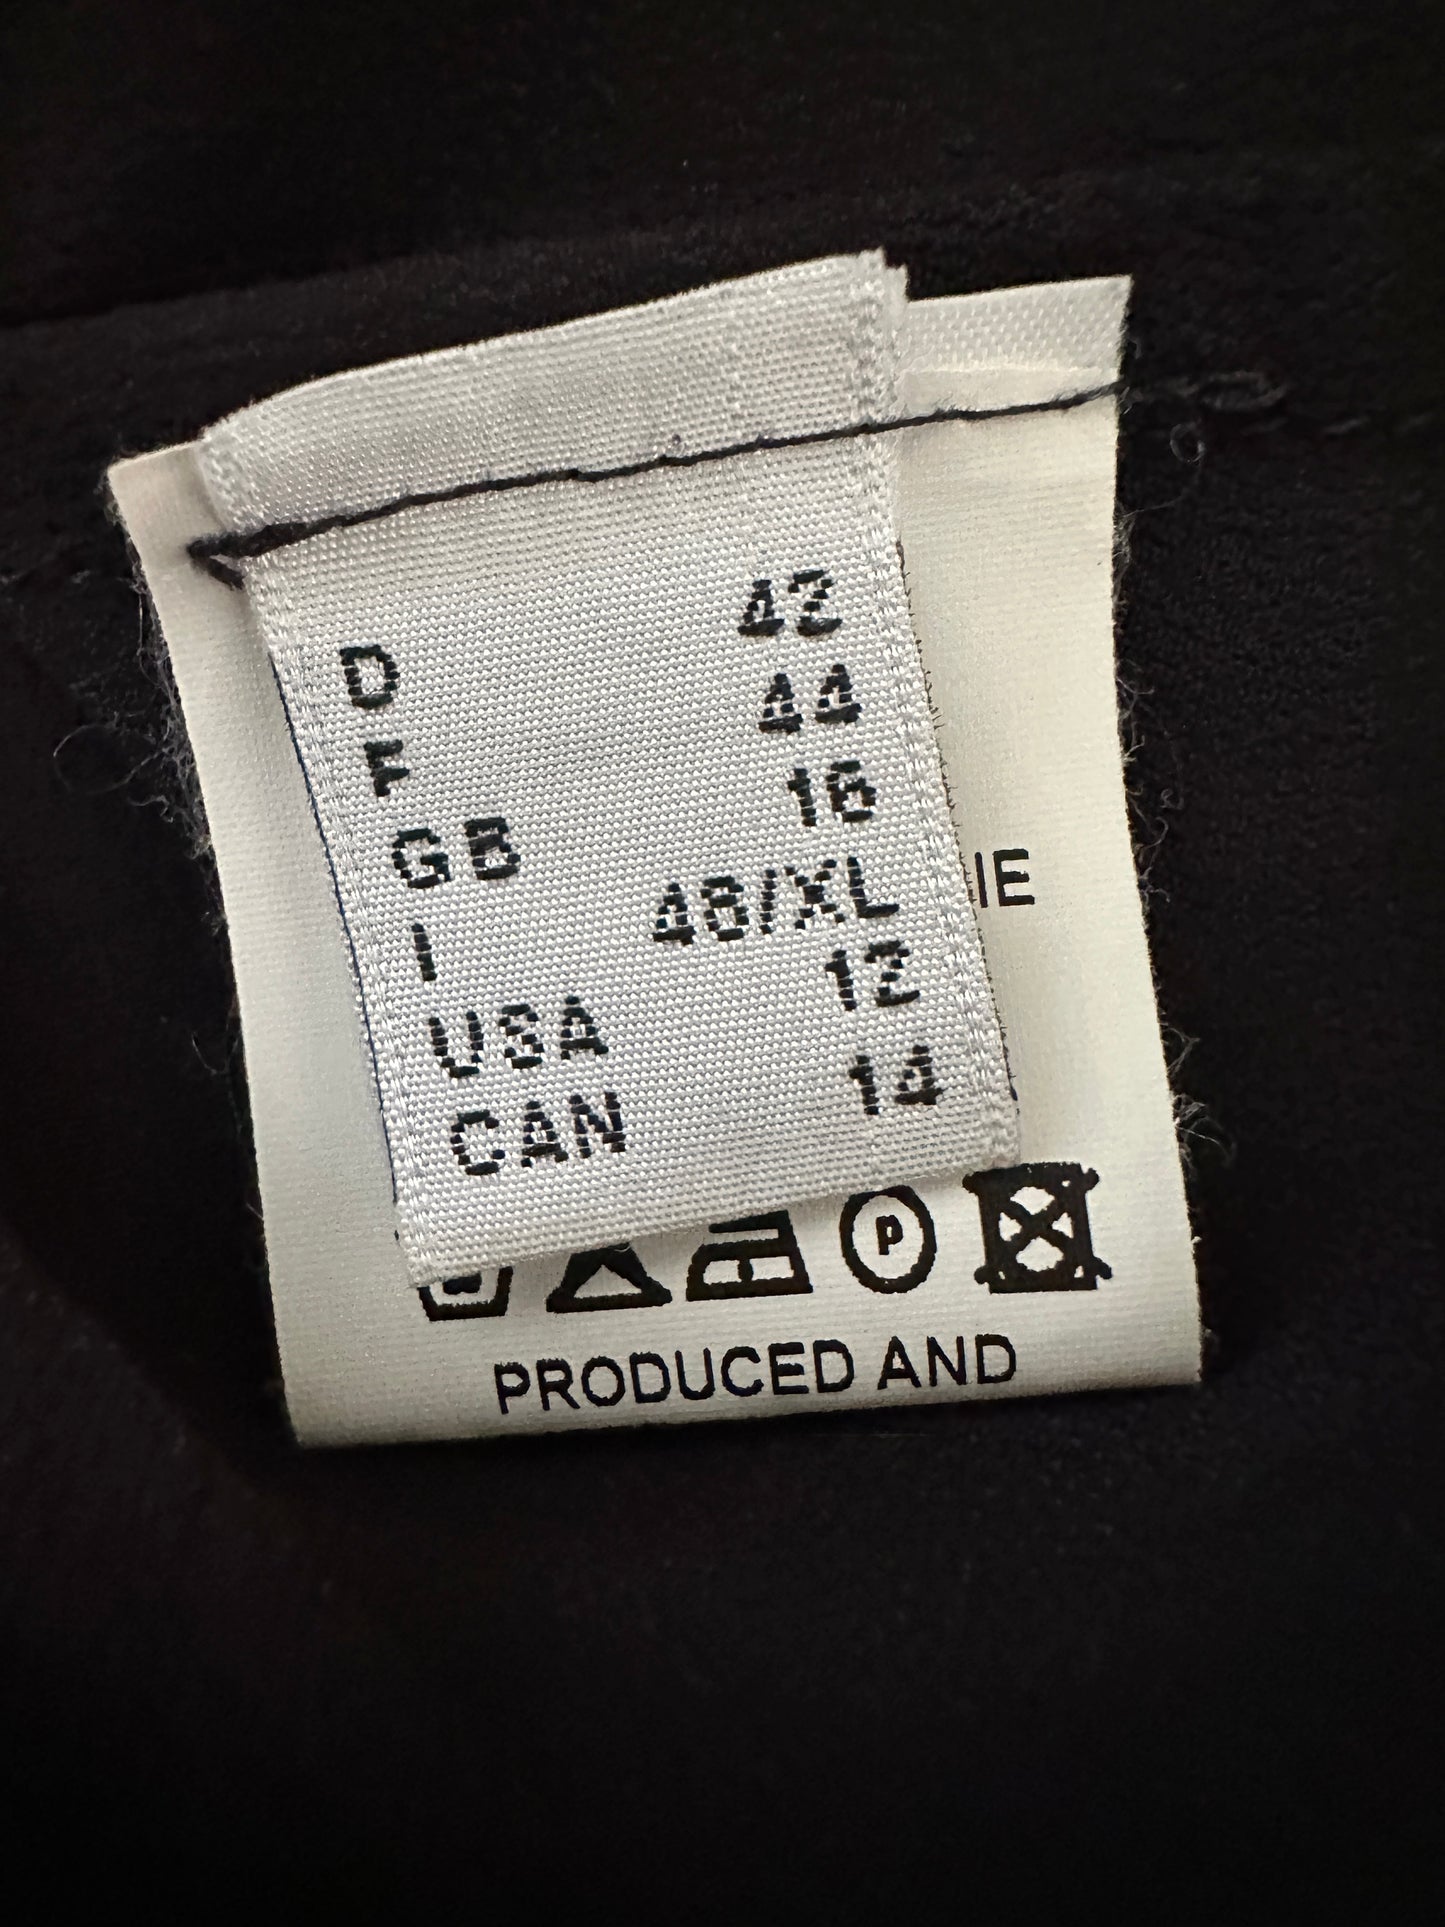 D 42
F 44
GB 16
I 48/XL
USA 12
CAN 14
IE
P
PRODUCED AND